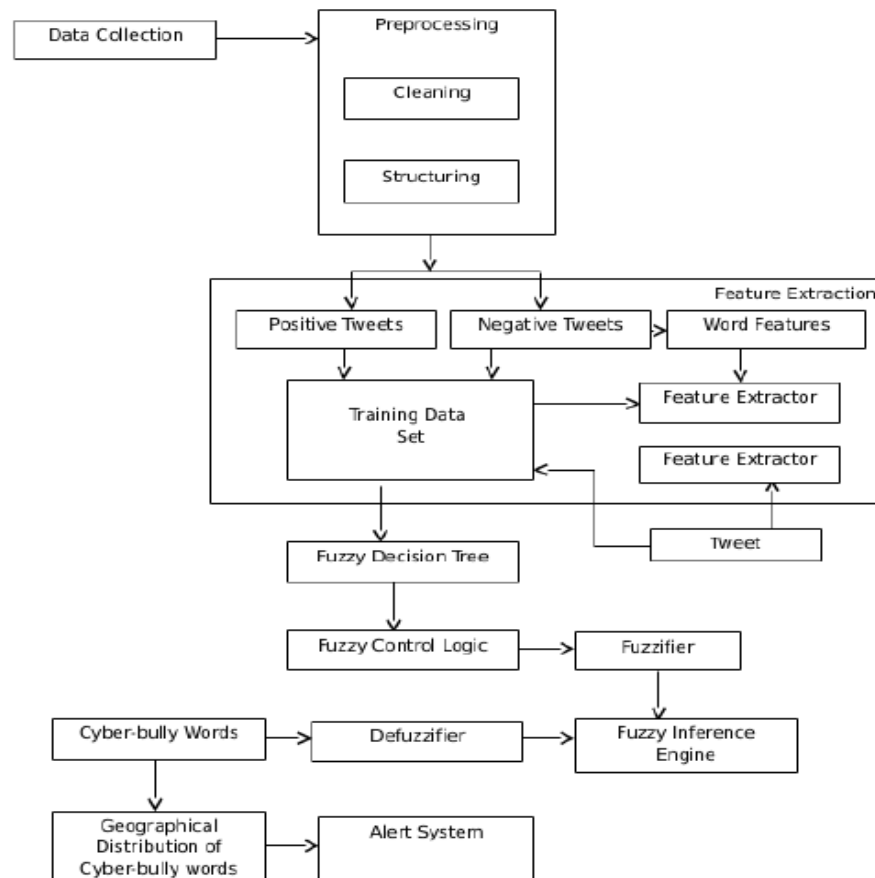 Data Collection
Preprocessing
Cleaning
Structuring
Feature Extraction
Positive Tweets
Negative Tweets
Word Features
Training Data
Set
Feature Extractor
Feature Extractor
Tweet
Fuzzy Decision Tree
Fuzzy Control Logic
Fuzzifier
Cyber-bully Words
Defuzzifier
Fuzzy Inference
Engine
Geographical
Distribution of
Cyber-bully words
Alert System